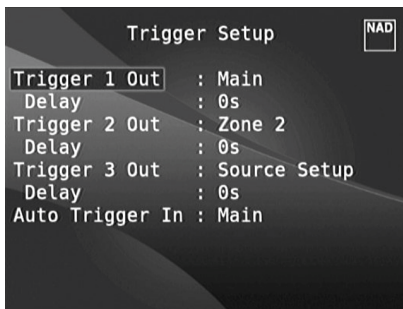 Trigger Setup
NAD
Trigger 1 Out : Main
Delay : 0s
Trigger 2 Out : Zone 2
Delay : 0s
Trigger 3 Out : Source Setup
Delay : 0s
Auto Trigger In : Main